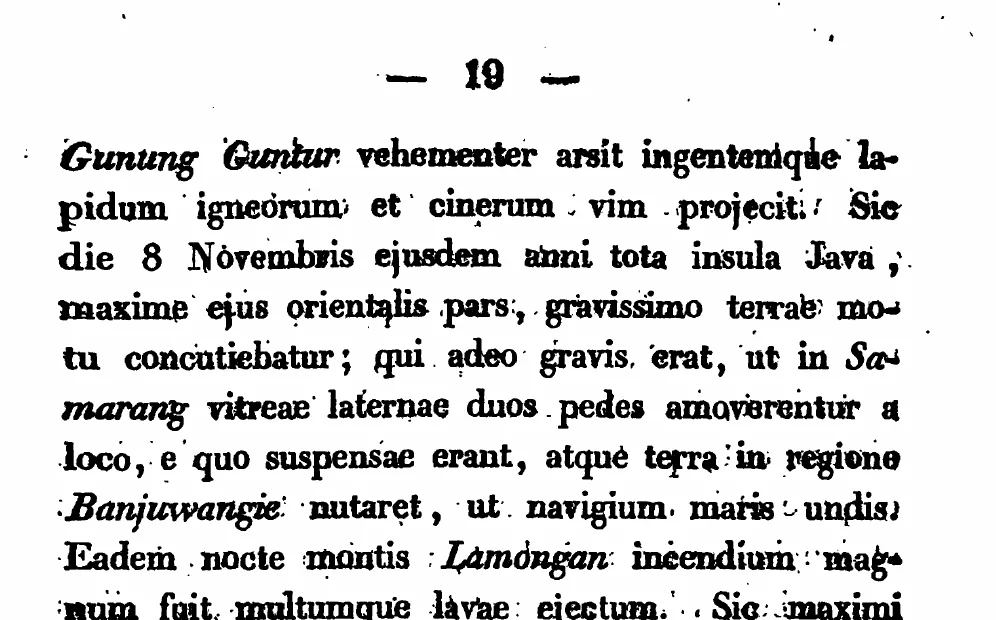 — 19 —
Gunung Guntur vehementer arsit ingentemque la-
pidum igneorum et cinerum vim projecit. Sic
die 8 Novembris ejusdem anni tota insula Java,
maxime ejus orientalis pars, gravissimo terrae mo-
tu concutiebatur; qui adeo gravis erat, ut in Sa-
marang vitreae laternae duos pedes amoverentur a
loco, e quo suspensae erant, atque terra in regione
Banjuwangie nutaret, ut navigium maris undis.
Eadem nocte montis Lamongan incendium mag-
num fuit, multumque lavae ejectum. Sic maximi